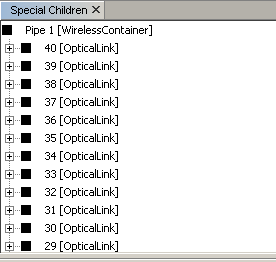 Special Children X
Pipe 1 [WirelessContainer]
40 [OpticalLink]
39 [OpticalLink]
38 [OpticalLink]
37 [OpticalLink]
36 [OpticalLink]
35 [OpticalLink]
34 [OpticalLink]
33 [OpticalLink]
32 [OpticalLink]
31 [OpticalLink]
30 [OpticalLink]
29 [OpticalLink]